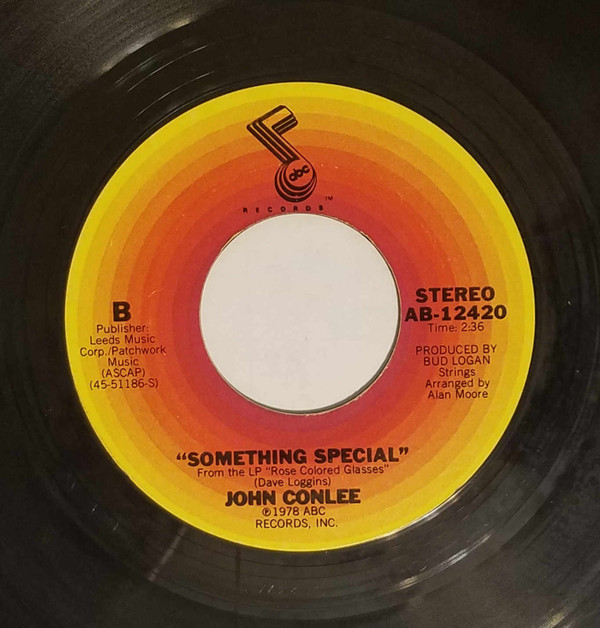 abc
RECORDS ™
B
Publisher:
Leeds Music
Corp./Patchwork
Music
(ASCAP)
(45-51186-S)
STEREO
AB-12420
Time: 2:36
PRODUCED BY
BUD LOGAN
Strings
Arranged by
Alan Moore
"SOMETHING SPECIAL"
From the LP "Rose Colored Glasses"
(Dave Loggins)
JOHN CONLEE
℗1978 ABC
RECORDS, INC.